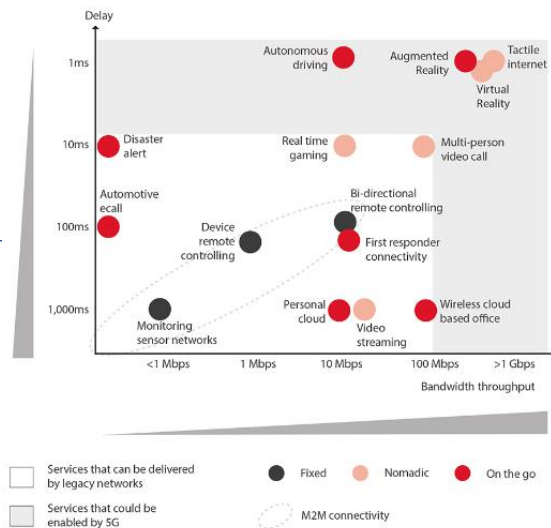 Delay
1ms
10ms
100ms
1,000ms
Autonomous
driving
Augmented
Reality
Tactile
internet
Virtual
Reality
Disaster
alert
Real time
gaming
Multi-person
video call
Automotive
ecall
Device
remote
controlling
Bi-directional
remote controlling
First responder
connectivity
Monitoring
sensor networks
Personal
cloud
Video
streaming
Wireless cloud
based office
<1 Mbps
1 Mbps
10 Mbps
100 Mbps
>1 Gbps
Bandwidth throughput
Services that can be delivered
by legacy networks
Services that could be
enabled by 5G
Fixed
Nomadic
On the go
M2M connectivity